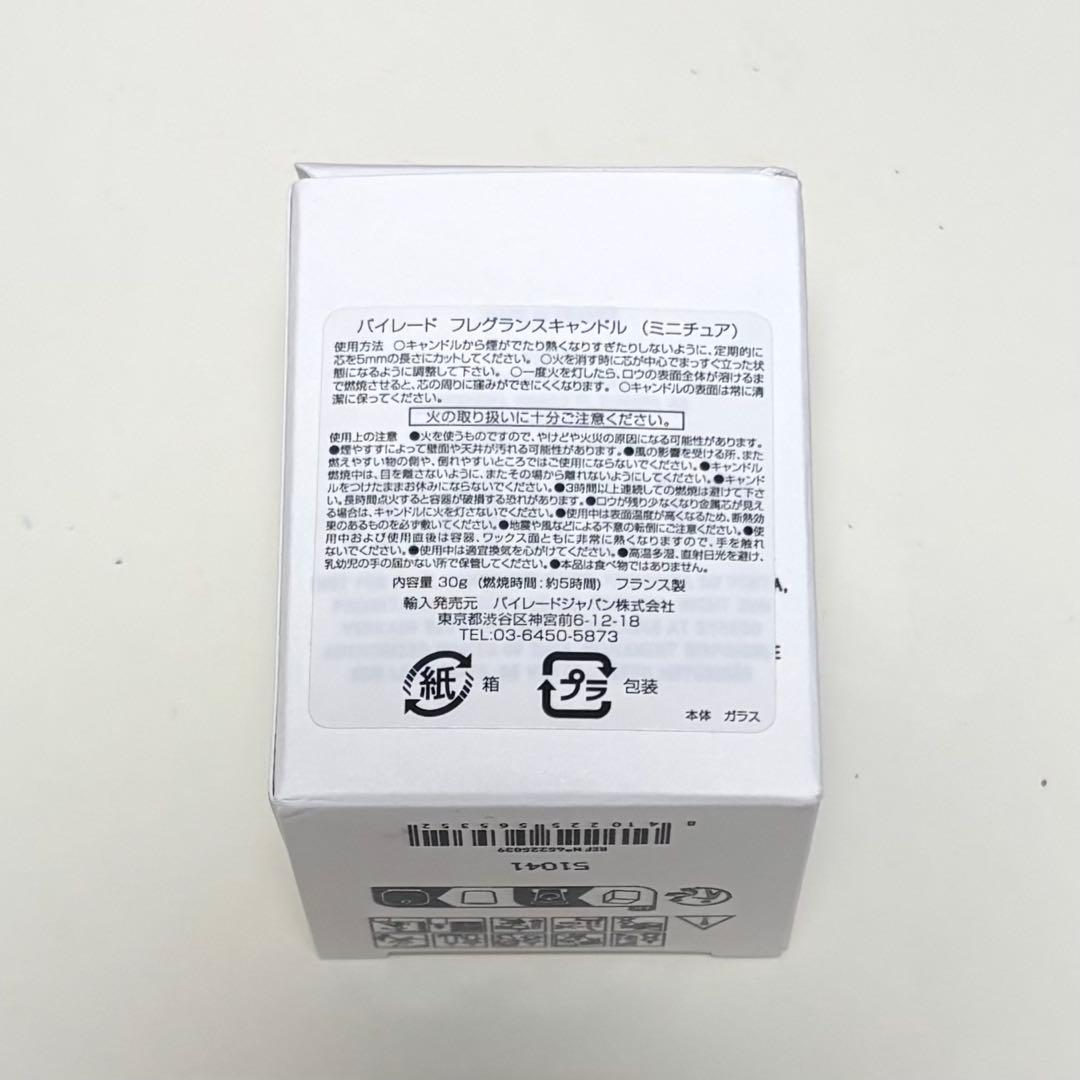 バイレード フレグランスキャンドル (ミニチュア)
使用方法 ○キャンドルから煙がでたり熱くなりすぎたりしないように、定期的に
芯を5mmの長さにカットしてください。 ○火を消す時に芯が中心でまっすぐ立った状
態になるように調整して下さい。 ○一度火を灯したら、ロウの表面全体が溶けるま
で燃焼させると、芯の周りに窪みができにくくなります。 ○キャンドルの表面は常に清
潔に保ってください。
火の取り扱いに十分ご注意ください。
使用上の注意 ●火を使うものですので、やけどや火災の原因になる可能性があります。
●煙やすすによって壁面や天井が汚れる可能性があります。●風の影響を受ける所、また
燃えやすい物の側や、倒れやすいところではご使用にならないでください。●キャンドル
燃焼中は、目を離さないように、またその場から離れないようにしてください。●キャンド
ルをつけたままお休みにならないでください。●3時間以上連続しての燃焼は避けて下さ
い。長時間点火すると容器が破損する恐れがあります。●ロウが残り少なくなり金属芯が見え
る場合は、キャンドルに火を灯さないでください。●使用中は表面温度が高くなるため、断熱効
果のあるものを必ず敷いてください。●地震や風などによる不意の転倒にご注意ください。●使
用中および使用直後は容器、ワックス面ともに非常に熱くなりますので、手を触れ
ないでください。●使用中は適宜換気を心がけてください。●高温多湿、直射日光を避け、
乳幼児の手の届かない所で保管してください。●本品は食べ物ではありません。
内容量 30g (燃焼時間：約5時間) フランス製
輸入発売元 バイレードジャパン株式会社
東京都渋谷区神宮前6-12-18
TEL:03-6450-5873
紙 箱 プラ 包装
本体 ガラス
8 410225 565352
REF N°65225039
51041